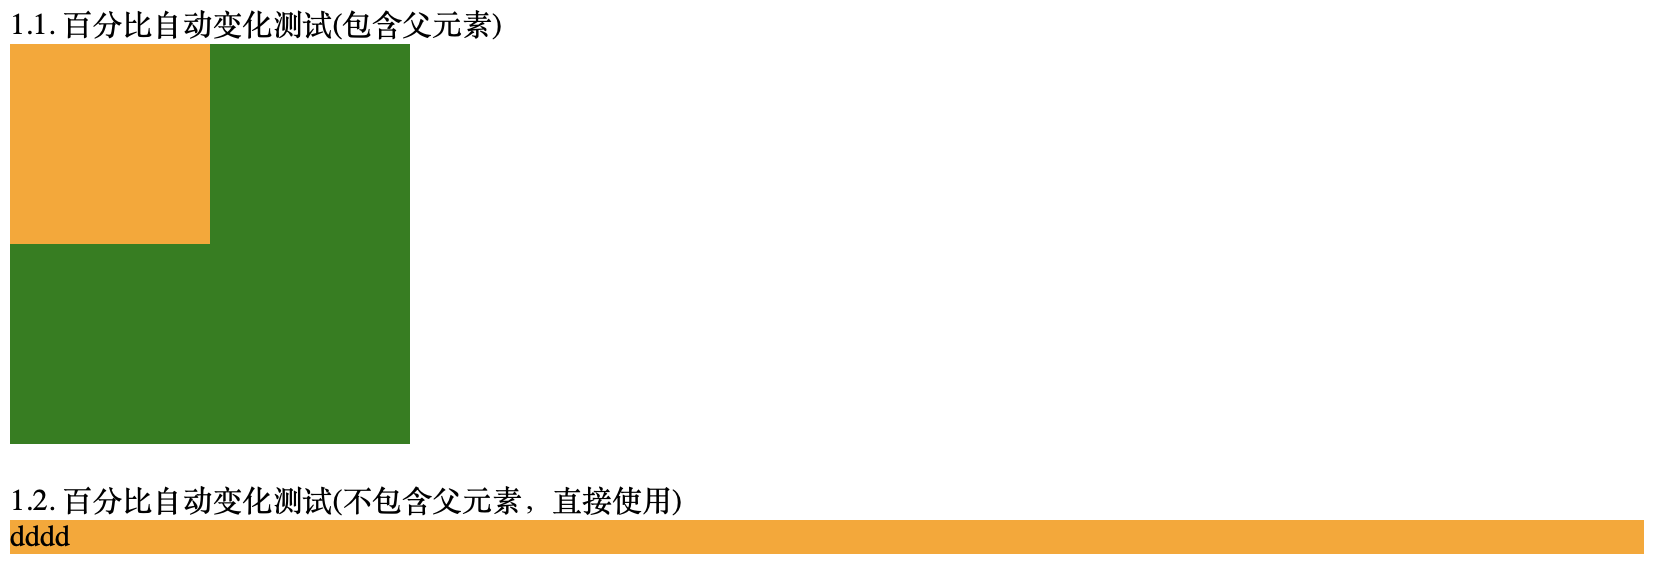 1.1. 百分比自动变化测试(包含父元素)
1.2. 百分比自动变化测试(不包含父元素，直接使用)
dddd